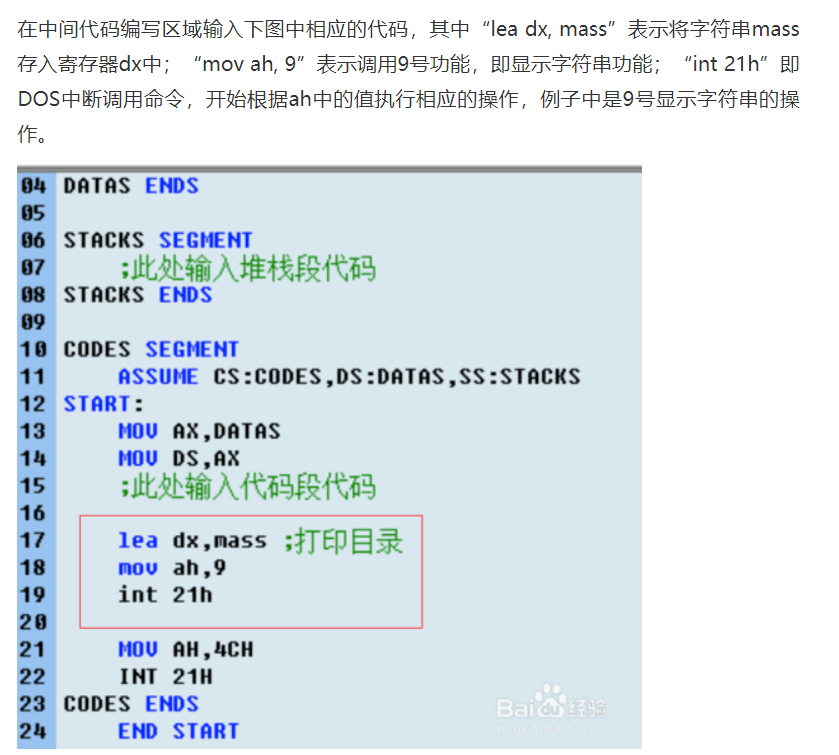 在中间代码编写区域输入下图中相应的代码，其中“lea dx, mass”表示将字符串mass
存入寄存器dx中；“mov ah, 9”表示调用9号功能，即显示字符串功能；“int 21h”即
DOS中断调用命令，开始根据ah中的值执行相应的操作，例子中是9号显示字符串的操
作。
04 DATAS ENDS
05
06 STACKS SEGMENT
07 ;此处输入堆栈段代码
08 STACKS ENDS
09
10 CODES SEGMENT
11 ASSUME CS:CODES,DS:DATAS,SS:STACKS
12 START:
13 MOV AX,DATAS
14 MOV DS,AX
15 ;此处输入代码段代码
16
17 lea dx,mass ;打印目录
18 mov ah,9
19 int 21h
20
21 MOV AH,4CH
22 INT 21H
23 CODES ENDS
24 END START
Bai du 经验
jingyan.baidu.com